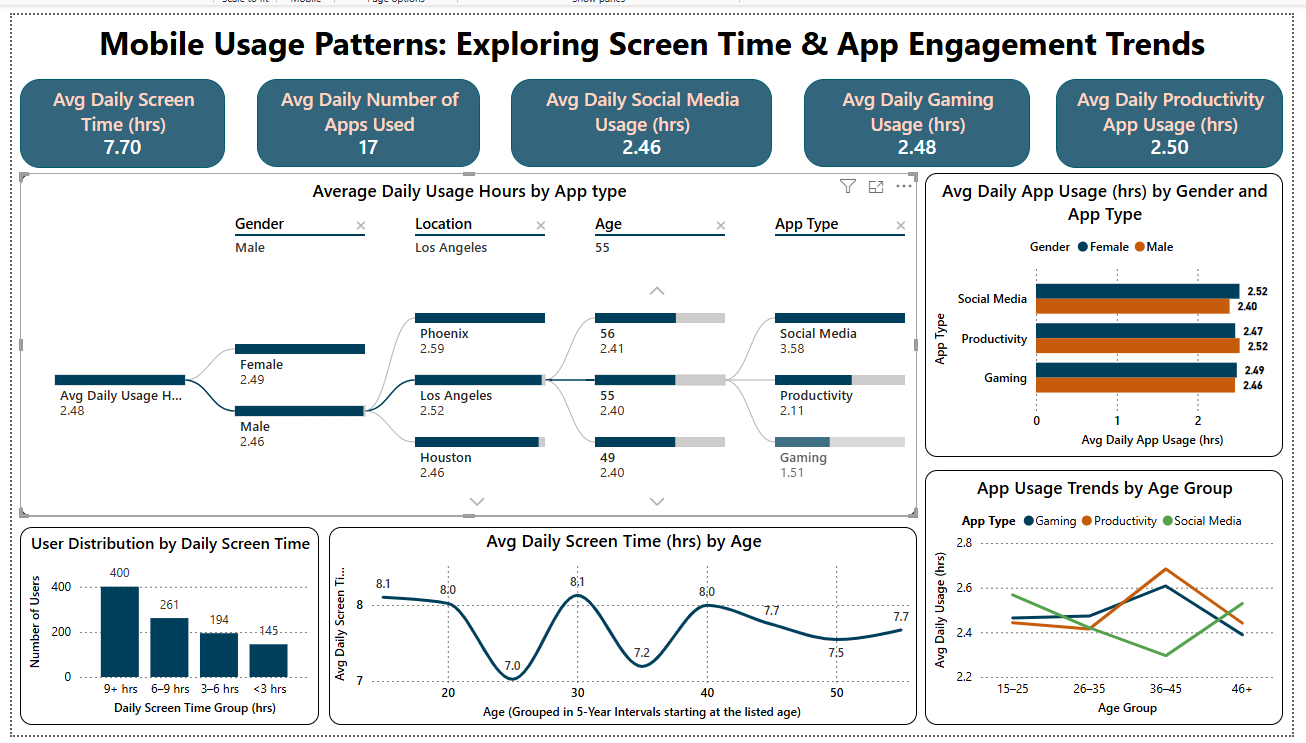 Mobile Usage Patterns: Exploring Screen Time & App Engagement Trends
Avg Daily Screen
Time (hrs)
7.70
Avg Daily Number of
Apps Used
17
Avg Daily Social Media
Usage (hrs)
2.46
Avg Daily Gaming
Usage (hrs)
2.48
Avg Daily Productivity
App Usage (hrs)
2.50
Average Daily Usage Hours by App type
Gender
Male
Location
Los Angeles
Age
55
App Type
Avg Daily Usage H...
2.48
Female
2.49
Male
2.46
Phoenix
2.59
Los Angeles
2.52
Houston
2.46
56
2.41
55
2.40
49
2.40
Social Media
3.58
Productivity
2.11
Gaming
1.51
Avg Daily App Usage (hrs) by Gender and
App Type
Gender Female Male
App Type
Social Media
2.52
2.40
Productivity
2.47
2.52
Gaming
2.49
2.46
0 1 2
Avg Daily App Usage (hrs)
User Distribution by Daily Screen Time
Number of Users
400
200
0
400
261
194
145
9+ hrs 6–9 hrs 3–6 hrs <3 hrs
Daily Screen Time Group (hrs)
Avg Daily Screen Time (hrs) by Age
Avg Daily Screen Ti...
8
7
8.1 8.0 7.0 8.1 7.2 8.0 7.7 7.5 7.7
20 30 40 50
Age (Grouped in 5-Year Intervals starting at the listed age)
App Usage Trends by Age Group
App Type Gaming Productivity Social Media
Avg Daily Usage (hrs)
2.8
2.6
2.4
2.2
15–25 26–35 36–45 46+
Age Group